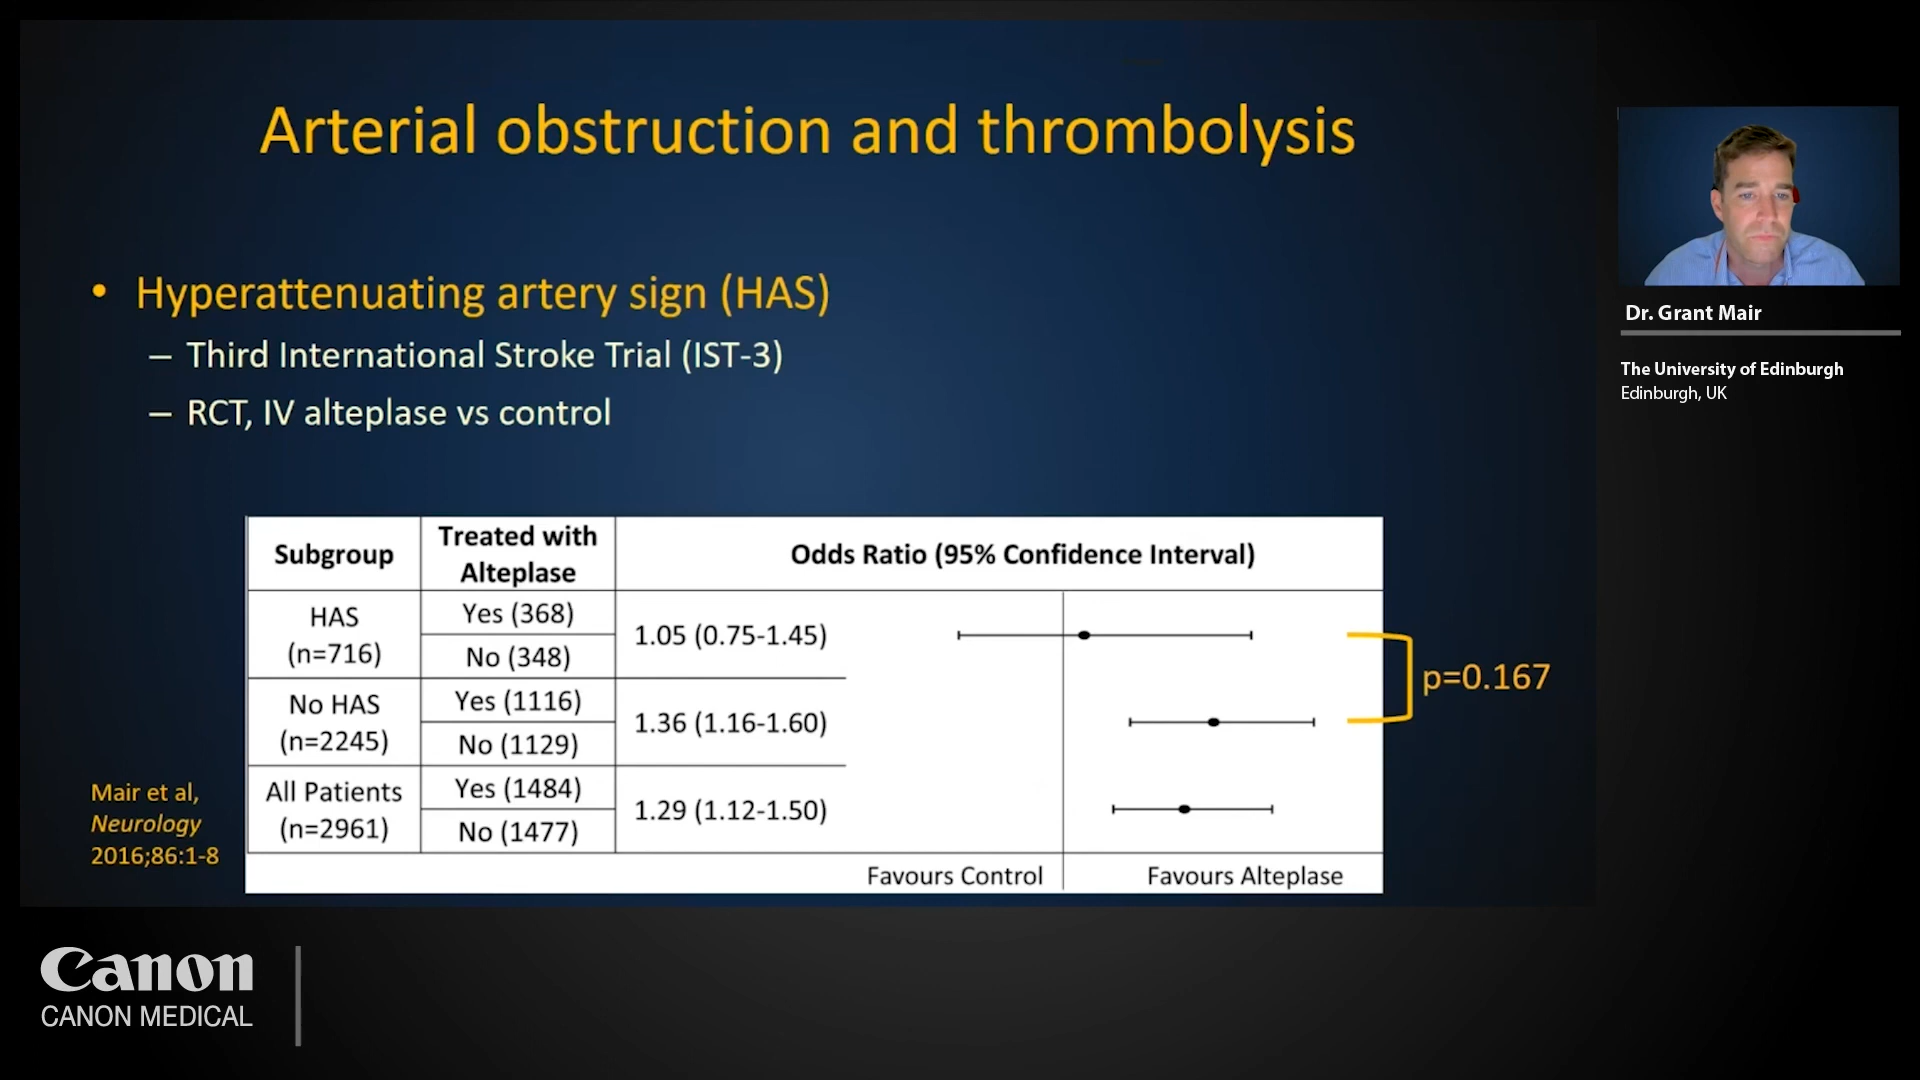 Arterial obstruction and thrombolysis
• Hyperattenuating artery sign (HAS)
– Third International Stroke Trial (IST-3)
– RCT, IV alteplase vs control
Subgroup
Treated with
Alteplase
Odds Ratio (95% Confidence Interval)
HAS
(n=716)
Yes (368)
No (348)
1.05 (0.75-1.45)
No HAS
(n=2245)
Yes (1116)
No (1129)
1.36 (1.16-1.60)
All Patients
(n=2961)
Yes (1484)
No (1477)
1.29 (1.12-1.50)
Favours Control
Favours Alteplase
p=0.167
Mair et al,
Neurology
2016;86:1-8
Dr. Grant Mair
The University of Edinburgh
Edinburgh, UK
Canon
CANON MEDICAL